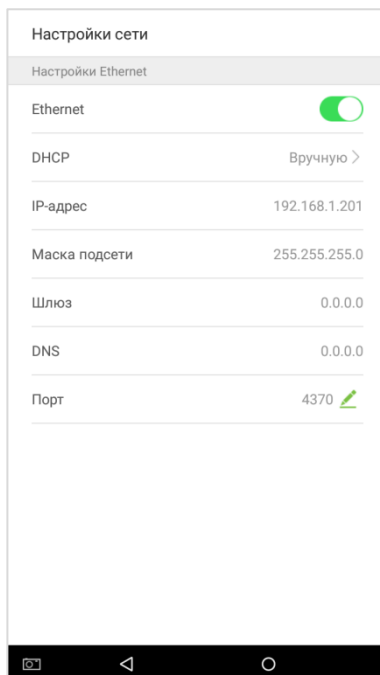 Настройки сети
Настройки Ethernet
Ethernet
DHCP Вручную
IP-адрес 192.168.1.201
Маска подсети 255.255.255.0
Шлюз 0.0.0.0
DNS 0.0.0.0
Порт 4370